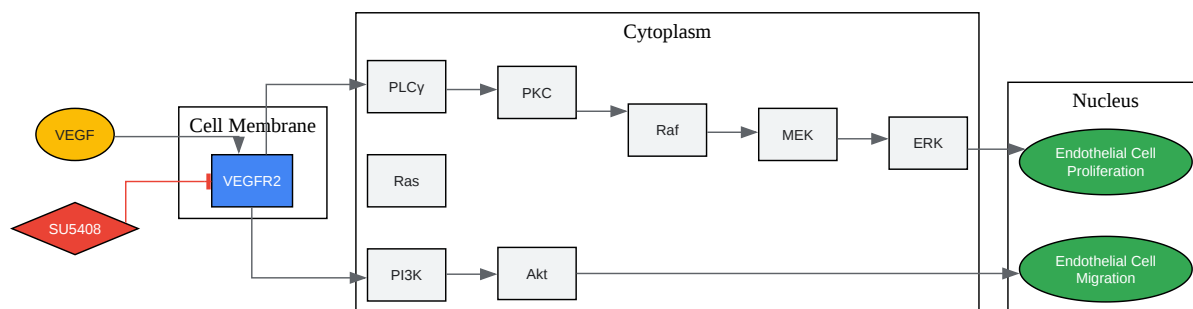 Cytoplasm
Nucleus
Cell Membrane
VEGF
SU5408
VEGFR2
PLCγ
PKC
Raf
MEK
ERK
Ras
PI3K
Akt
Endothelial Cell
Proliferation
Endothelial Cell
Migration